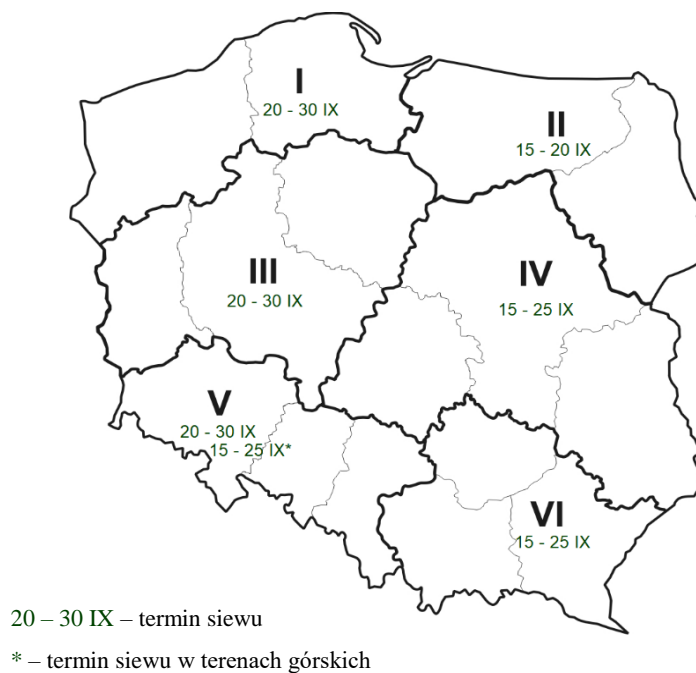 I
20 - 30 IX
II
15 - 20 IX
III
20 - 30 IX
IV
15 - 25 IX
V
20 - 30 IX
15 - 25 IX*
VI
15 - 25 IX
20 – 30 IX – termin siewu
* – termin siewu w terenach górskich